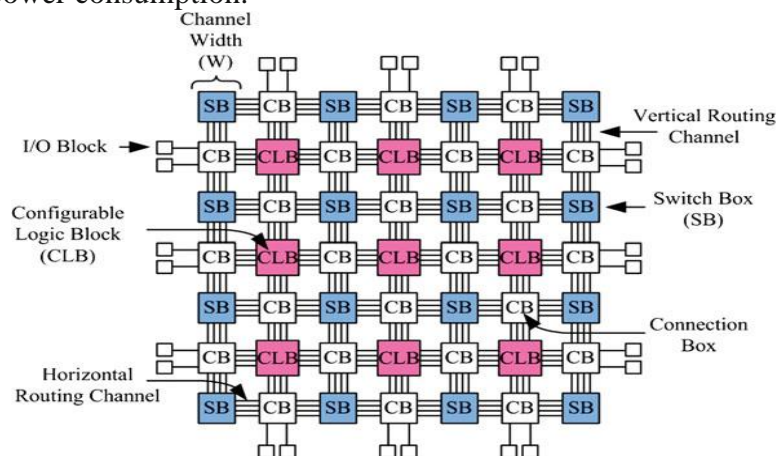 power consumption.
Channel
Width
(W)
SB CB SB CB SB CB SB
Vertical Routing
Channel
I/O Block
CB CLB CB CLB CB CLB CB
SB CB SB CB SB CB SB
Switch Box
(SB)
Configurable
Logic Block
(CLB)
CB CLB CB CLB CB CLB CB
SB CB SB CB SB CB SB
Connection
Box
CB CLB CB CLB CB CLB CB
Horizontal
Routing Channel
SB CB SB CB SB CB SB